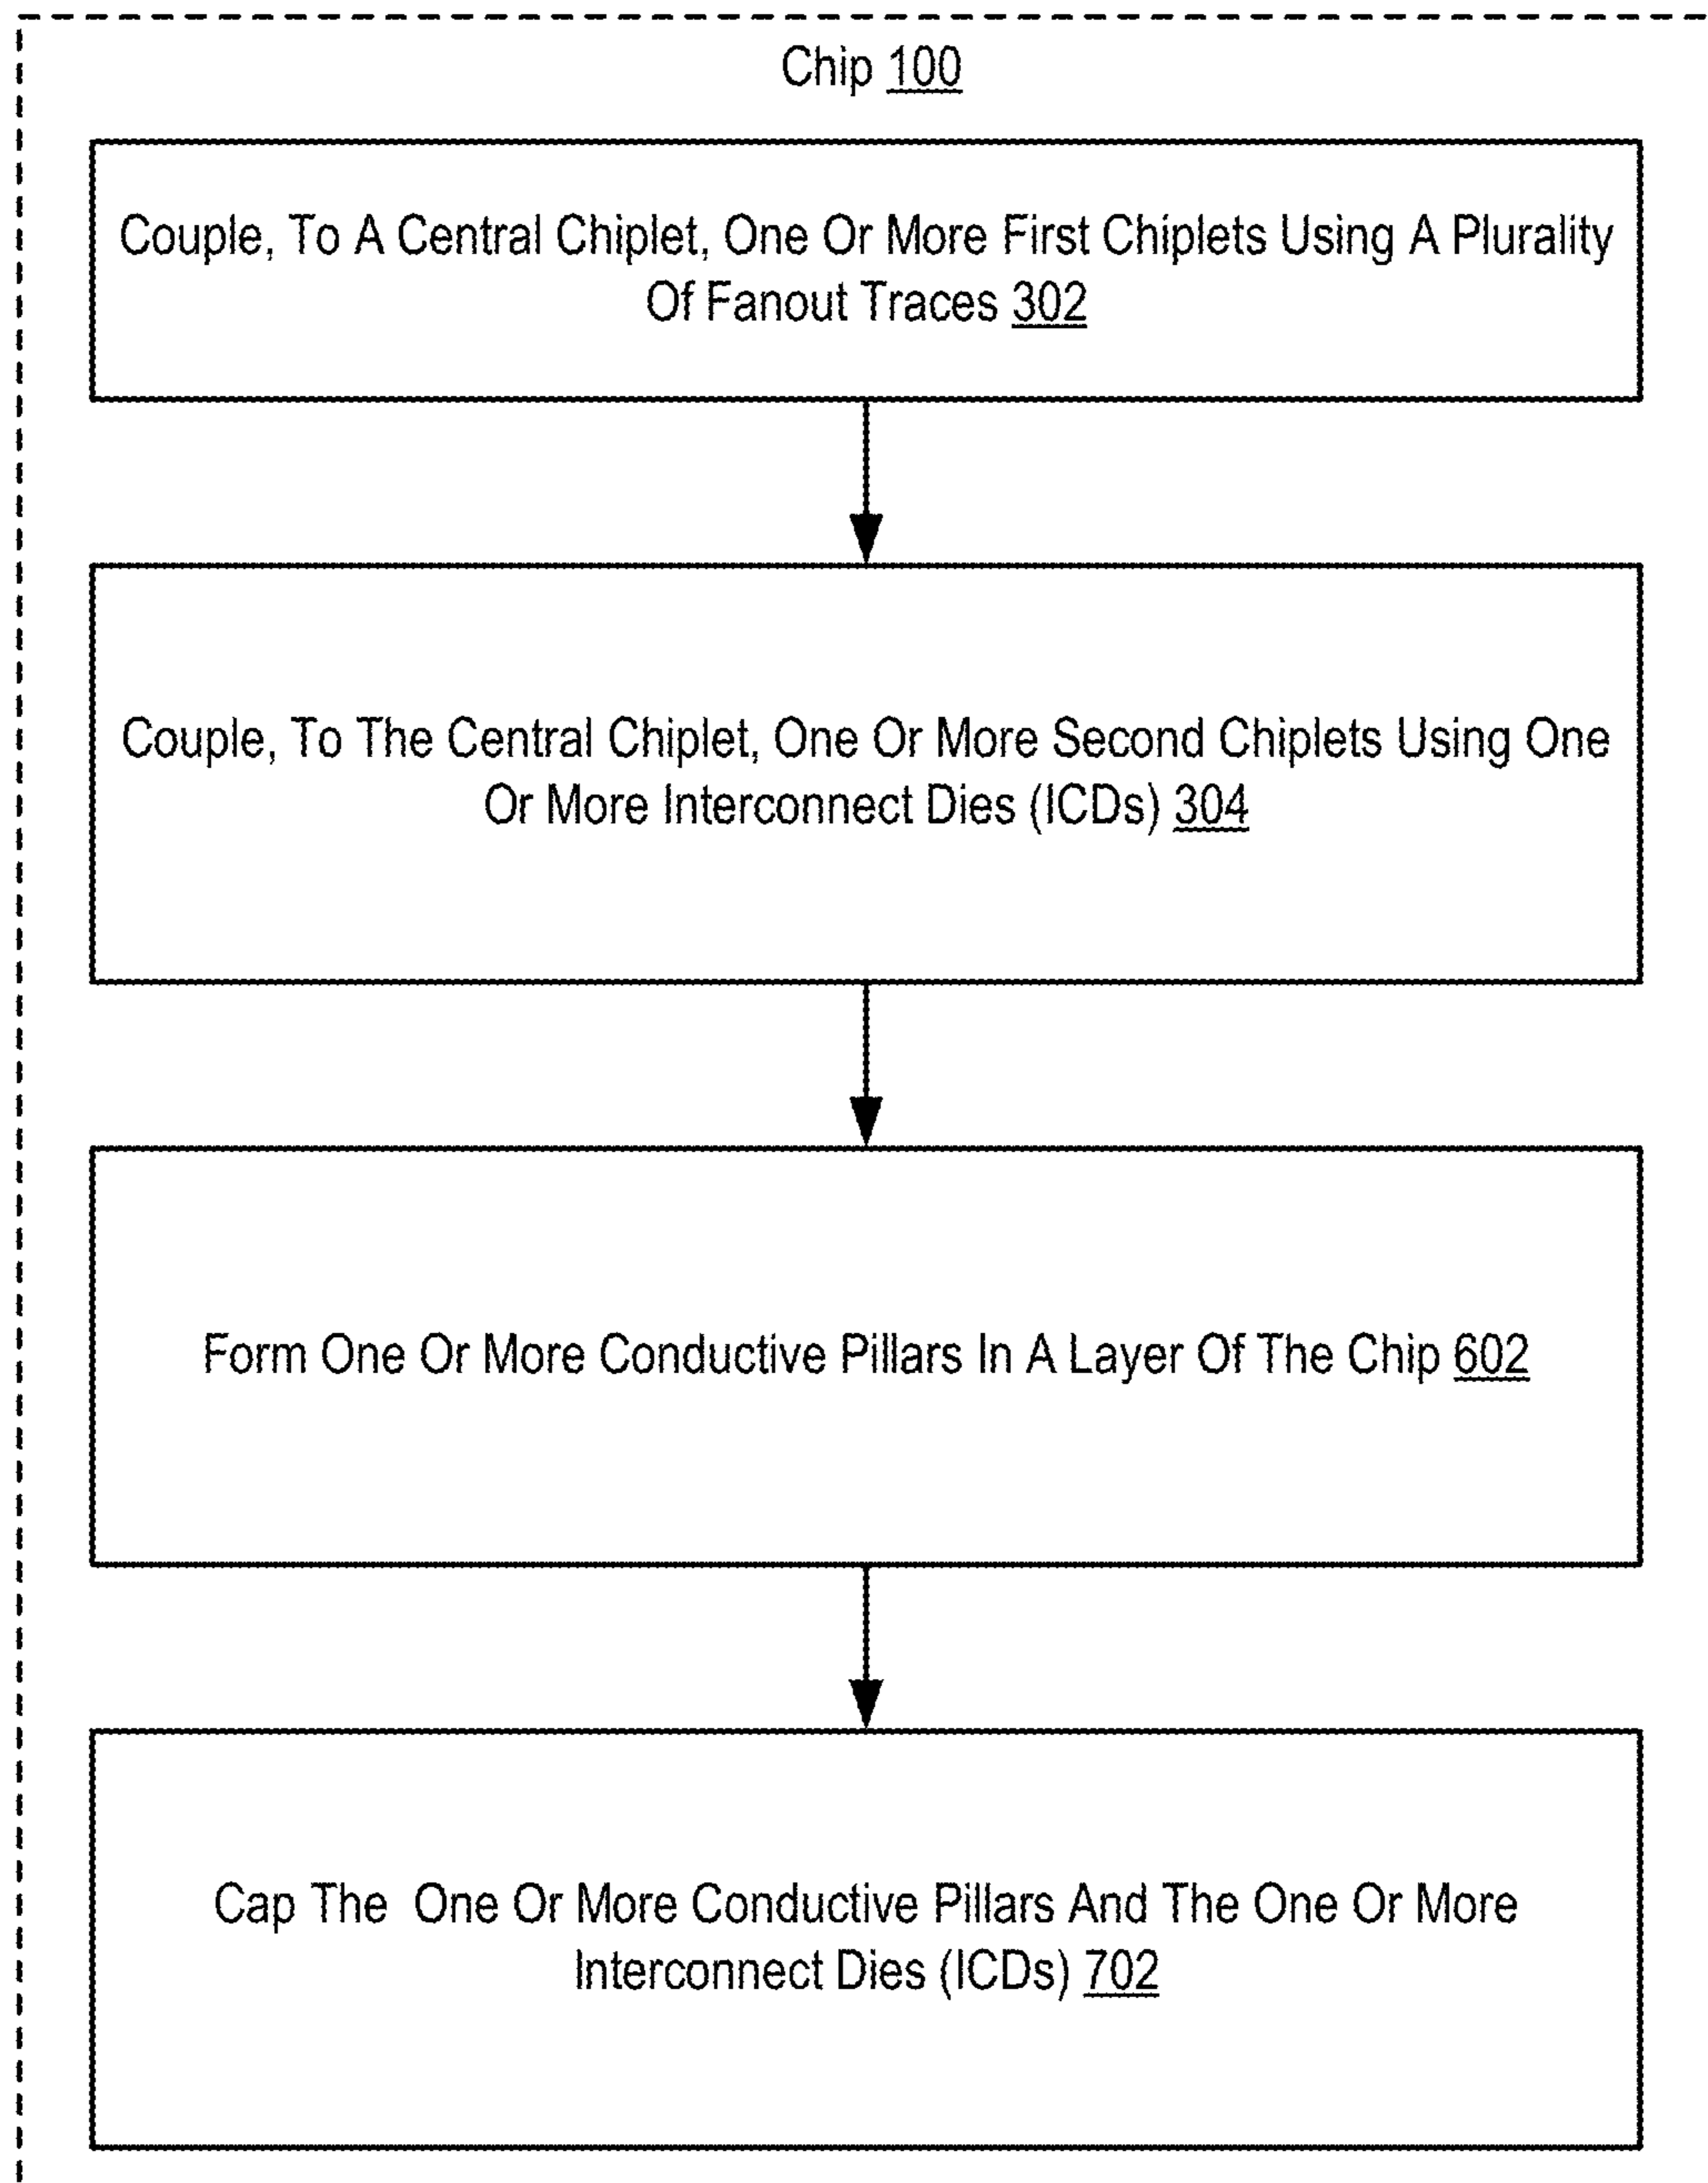 Chip 100
Couple, To A Central Chiplet, One Or More First Chiplets Using A Plurality
Of Fanout Traces 302
Couple, To The Central Chiplet, One Or More Second Chiplets Using One
Or More Interconnect Dies (ICDs) 304
Form One Or More Conductive Pillars In A Layer Of The Chip 602
Cap The One Or More Conductive Pillars And The One Or More
Interconnect Dies (ICDs) 702